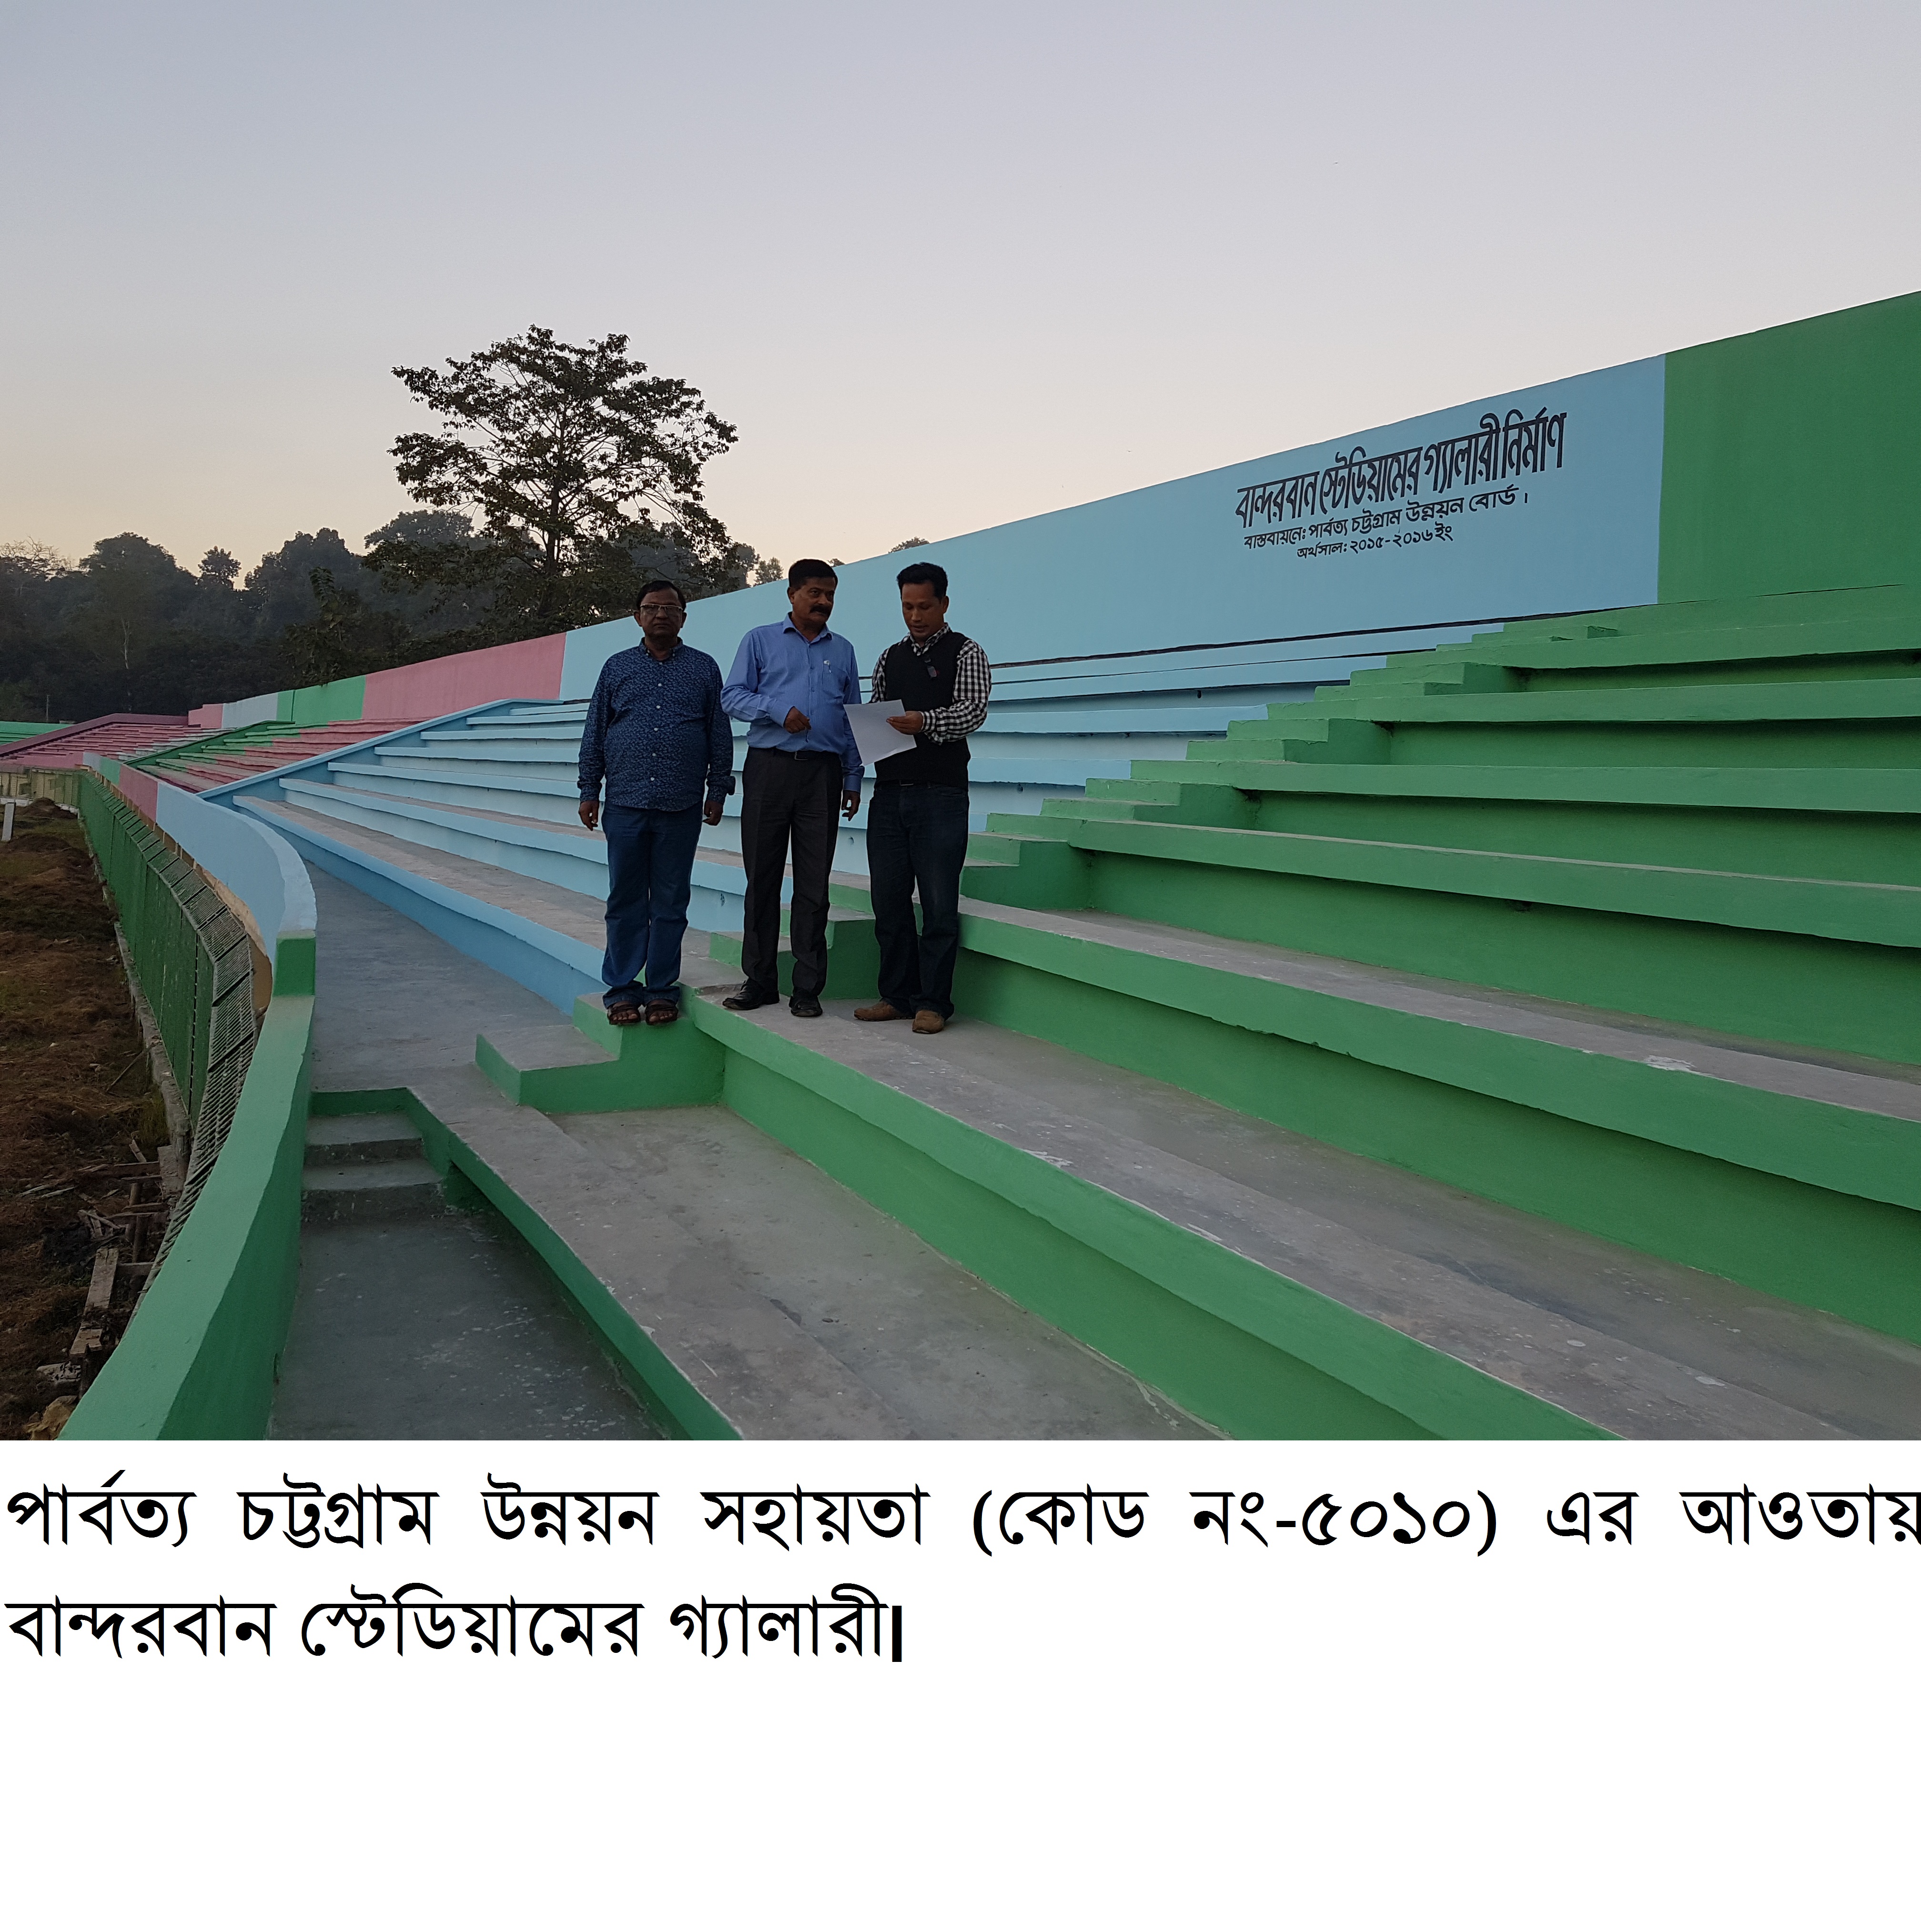 বান্দরবান স্টেডিয়ামের গ্যালারী নির্মাণ
বাস্তবায়নে: পার্বত্য চট্টগ্রাম উন্নয়ন বোর্ড।
অর্থসাল: ২০১৫-২০১৬ইং
পার্বত্য চট্টগ্রাম উন্নয়ন সহায়তা (কোড নং-৫০১০) এর আওতায়
বান্দরবান স্টেডিয়ামের গ্যালারী।